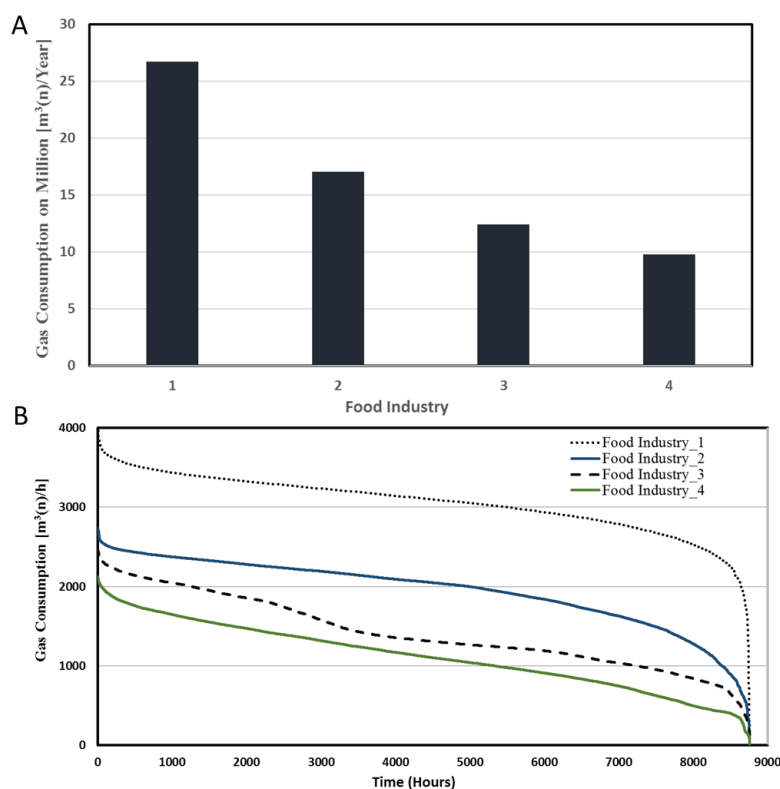 A
Gas Consumption on Million [m³(n)/Year]
30
25
20
15
10
5
0
1 2 3 4
Food Industry
B
Gas Consumption [m³(n)/h]
4000
3000
2000
1000
0
Food Industry_1
Food Industry_2
Food Industry_3
Food Industry_4
0 1000 2000 3000 4000 5000 6000 7000 8000 9000
Time (Hours)